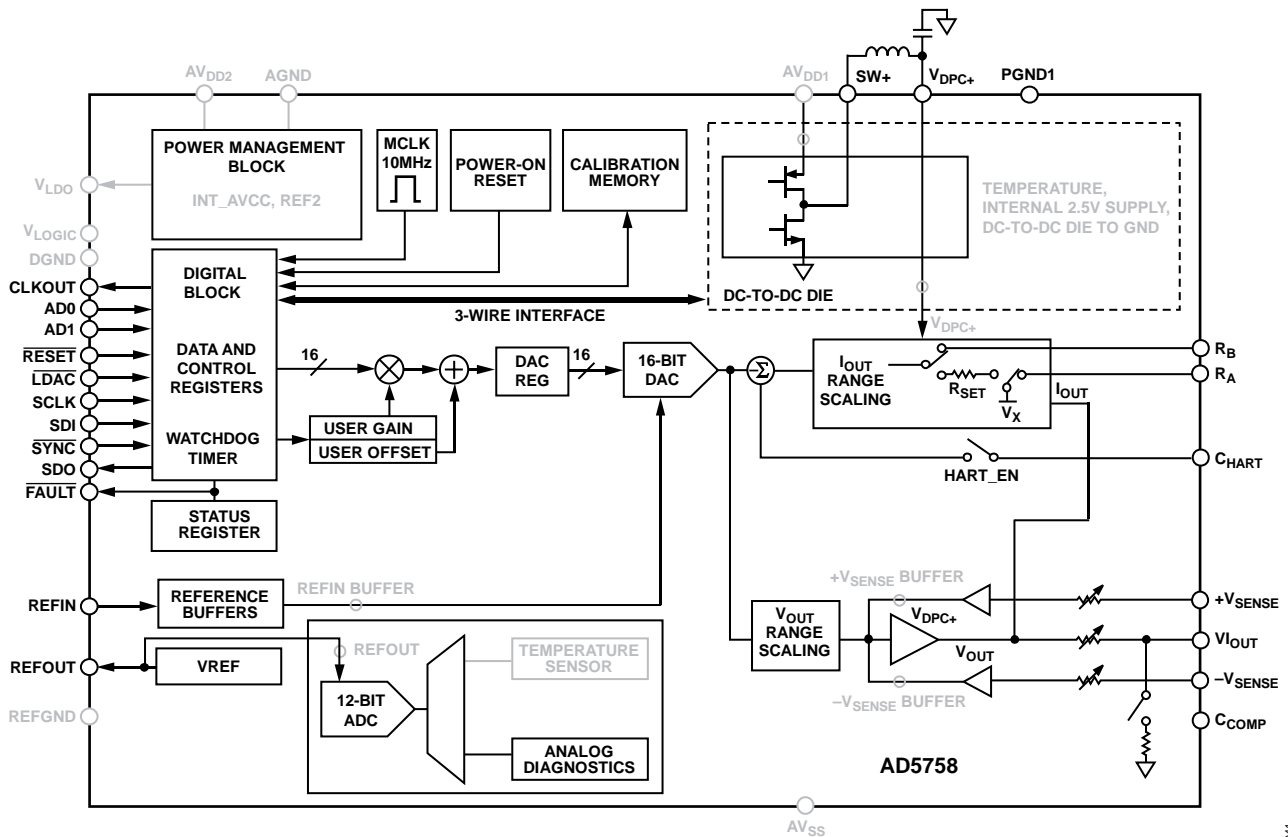 AVDD2
AGND
AVDD1
SW+
VDPC+
PGND1
POWER MANAGEMENT
BLOCK
INT_AVCC, REF2
MCLK
10MHz
POWER-ON
RESET
CALIBRATION
MEMORY
TEMPERATURE,
INTERNAL 2.5V SUPPLY,
DC-TO-DC DIE TO GND
DC-TO-DC DIE
VLDO
VLOGIC
DGND
CLKOUT
AD0
AD1
RESET
LDAC
SCLK
SDI
SYNC
SDO
FAULT
DIGITAL
BLOCK
DATA AND
CONTROL
REGISTERS
WATCHDOG
TIMER
STATUS
REGISTER
3-WIRE INTERFACE
16
USER GAIN
USER OFFSET
DAC
REG
16
16-BIT
DAC
Σ
VDPC+
IOUT
RANGE
SCALING
RSET
VX
IOUT
RB
RA
HART_EN
CHART
REFIN
REFERENCE
BUFFERS
REFIN BUFFER
REFOUT
VREF
REFGND
REFOUT
12-BIT
ADC
TEMPERATURE
SENSOR
ANALOG
DIAGNOSTICS
VOUT
RANGE
SCALING
+VSENSE BUFFER
VDPC+
VOUT
–VSENSE BUFFER
+VSENSE
VIOUT
–VSENSE
CCOMP
AD5758
AVSS